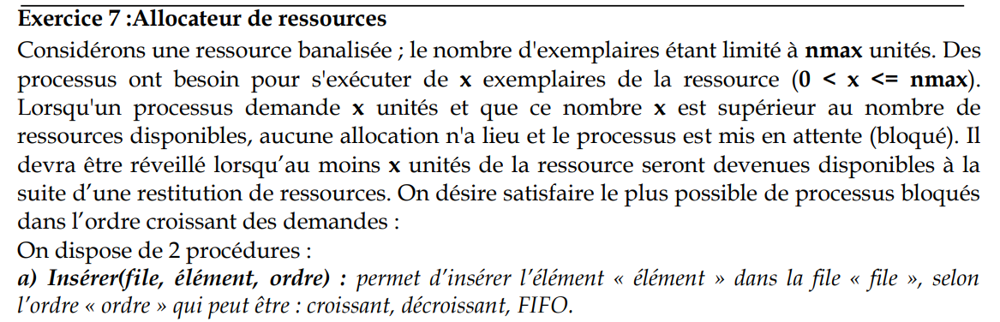 Exercice 7 :Allocateur de ressources
Considérons une ressource banalisée ; le nombre d'exemplaires étant limité à nmax unités. Des
processus ont besoin pour s'exécuter de x exemplaires de la ressource (0 < x <= nmax).
Lorsqu'un processus demande x unités et que ce nombre x est supérieur au nombre de
ressources disponibles, aucune allocation n'a lieu et le processus est mis en attente (bloqué). Il
devra être réveillé lorsqu’au moins x unités de la ressource seront devenues disponibles à la
suite d’une restitution de ressources. On désire satisfaire le plus possible de processus bloqués
dans l’ordre croissant des demandes :
On dispose de 2 procédures :
a) Insérer(file, élément, ordre) : permet d’insérer l’élément « élément » dans la file « file », selon
l’ordre « ordre » qui peut être : croissant, décroissant, FIFO.